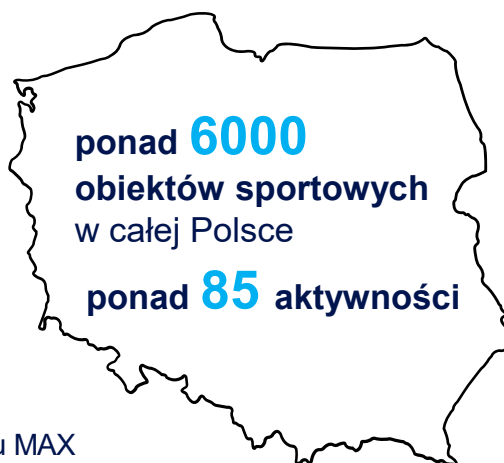 ponad 6000
obiektów sportowych
w całej Polsce
ponad 85 aktywności
MAX